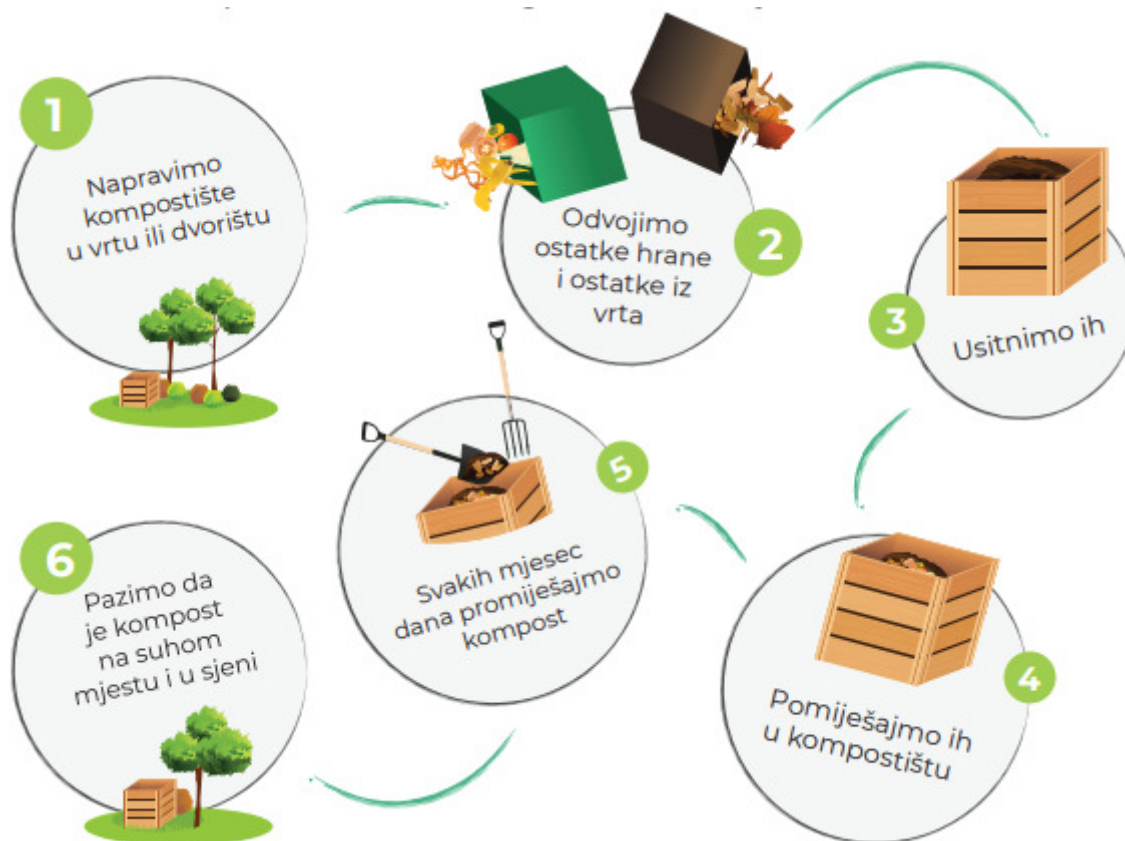 1
Napravimo
kompostište
u vrtu ili dvorištu
2
Odvojimo
ostatke hrane
i ostatke iz
vrta
3
Usitnimo ih
4
Pomiješajmo ih
u kompostištu
5
Svakih mjesec
dana promiješajmo
kompost
6
Pazimo da
je kompost
na suhom
mjestu i u sjeni